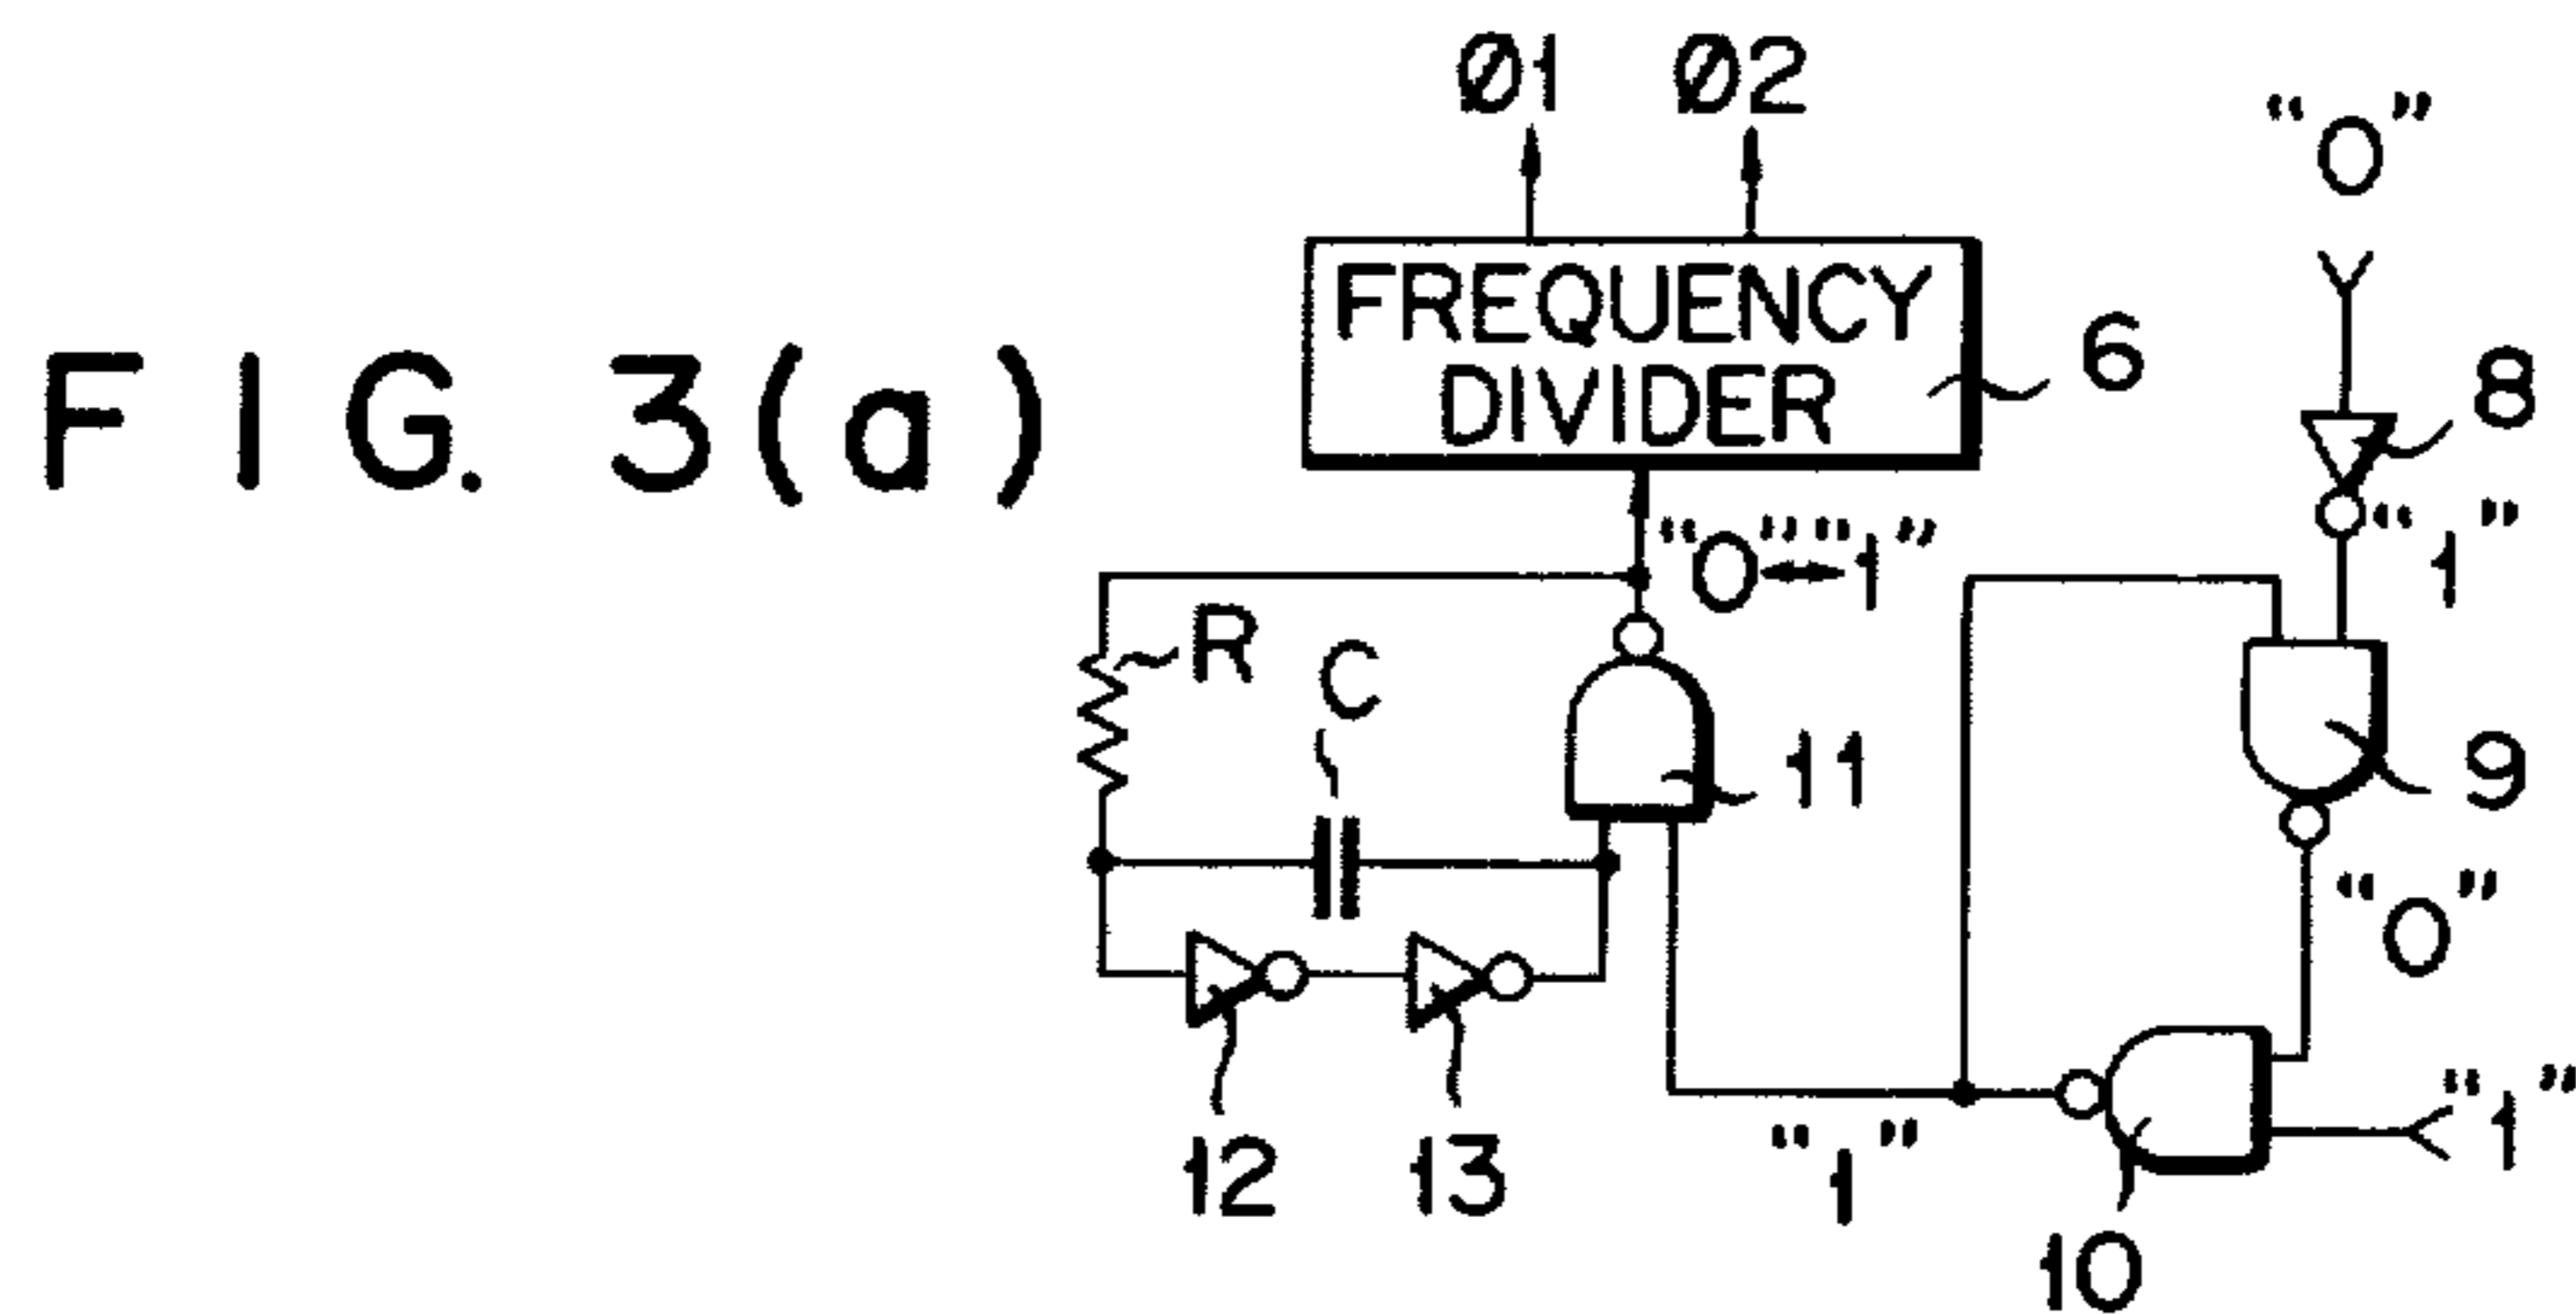 FIG. 3(a)
Ø1 Ø2
FREQUENCY
DIVIDER
6
"0"
8
"1"
"0"↔"1"
R
C
11
9
"0"
"1"
"1"
12
13
10